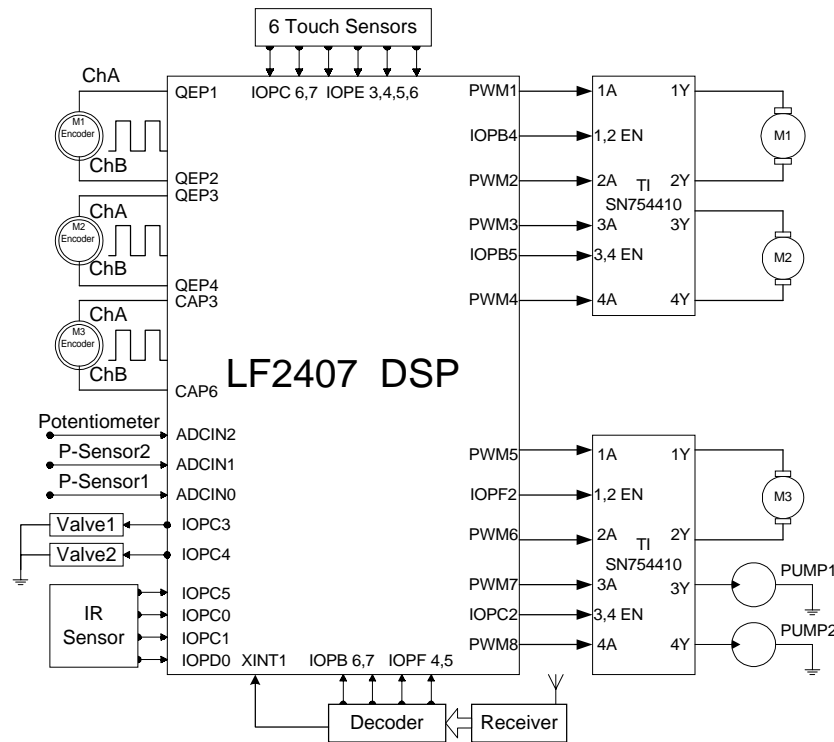 6 Touch Sensors
IOPC 6,7 IOPE 3,4,5,6
ChA
M1
Encoder
ChB
QEP1
QEP2
QEP3
ChA
M2
Encoder
ChB
QEP4
CAP3
ChA
M3
Encoder
ChB
CAP6
Potentiometer
ADCIN2
P-Sensor2
ADCIN1
P-Sensor1
ADCIN0
Valve1
IOPC3
Valve2
IOPC4
IR
Sensor
IOPC5
IOPC0
IOPC1
IOPD0
LF2407 DSP
XINT1
IOPB 6,7
IOPF 4,5
Decoder
Receiver
PWM1
IOPB4
PWM2
PWM3
IOPB5
PWM4
1A
1,2 EN
2A
3A
3,4 EN
4A
TI
SN754410
1Y
2Y
3Y
4Y
M1
M2
PWM5
IOPF2
PWM6
PWM7
IOPC2
PWM8
1A
1,2 EN
2A
3A
3,4 EN
4A
TI
SN754410
1Y
2Y
3Y
4Y
M3
PUMP1
PUMP2